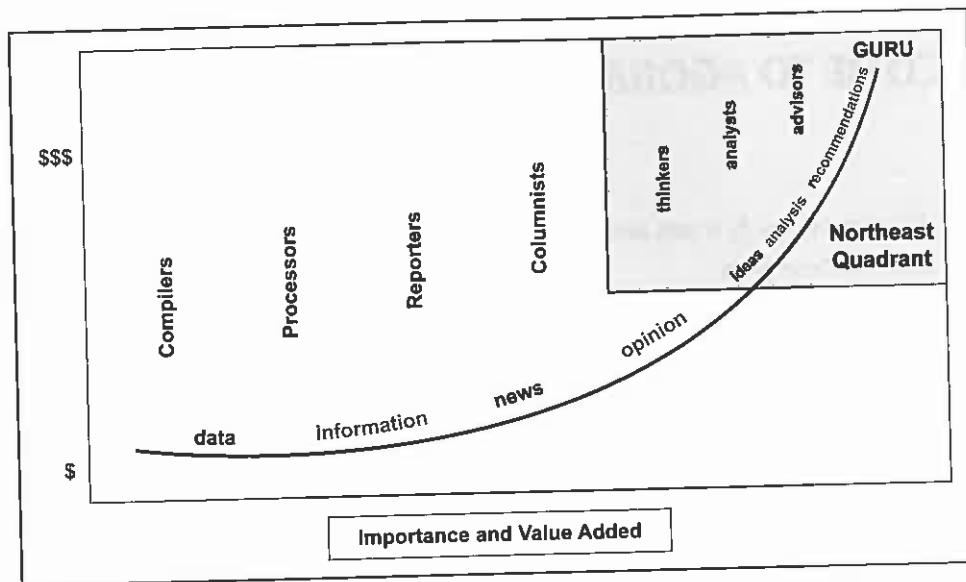 GURU
$$$
thinkers
analysts
advisors
Compilers
Processors
Reporters
Columnists
Northeast
Quadrant
data
information
news
opinion
ideas
analysis
recommendations
$
Importance and Value Added